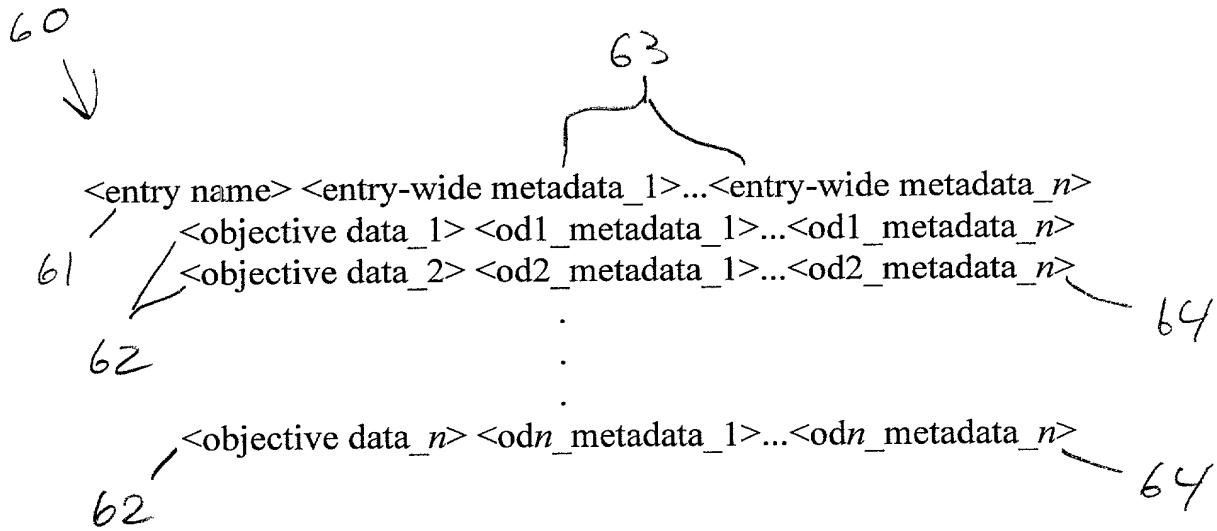 60
63
<entry name> <entry-wide metadata_1>...<entry-wide metadata_n>
<objective data_1> <od1_metadata_1>...<od1_metadata_n>
61
<objective data_2> <od2_metadata_1>...<od2_metadata_n>
64
62
.
.
.
<objective data_n> <odn_metadata_1>...<odn_metadata_n>
62
64